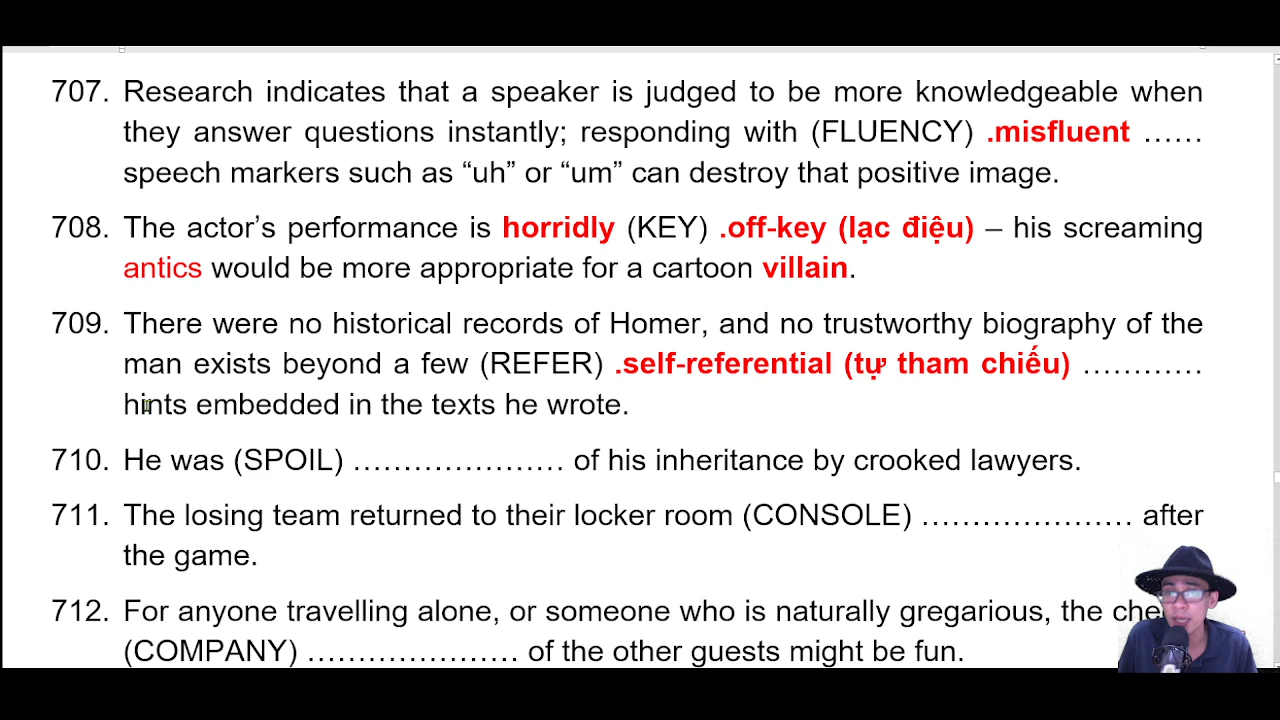 707. Research indicates that a speaker is judged to be more knowledgeable when
they answer questions instantly; responding with (FLUENCY) .misfluent ……
speech markers such as “uh” or “um” can destroy that positive image.
708. The actor’s performance is horridly (KEY) .off-key (lạc điệu) – his screaming
antics would be more appropriate for a cartoon villain.
709. There were no historical records of Homer, and no trustworthy biography of the
man exists beyond a few (REFER) .self-referential (tự tham chiếu) …………
hints embedded in the texts he wrote.
710. He was (SPOIL) ………………… of his inheritance by crooked lawyers.
711. The losing team returned to their locker room (CONSOLE) ………………… after
the game.
712. For anyone travelling alone, or someone who is naturally gregarious, the
(COMPANY) ………………… of the other guests might be fun.